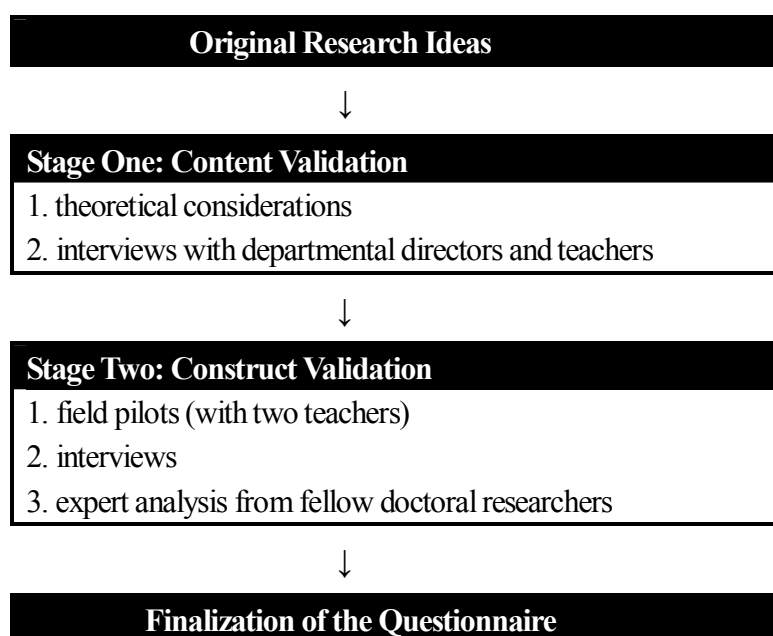 Original Research Ideas
↓
Stage One: Content Validation
1. theoretical considerations
2. interviews with departmental directors and teachers
↓
Stage Two: Construct Validation
1. field pilots (with two teachers)
2. interviews
3. expert analysis from fellow doctoral researchers
↓
Finalization of the Questionnaire